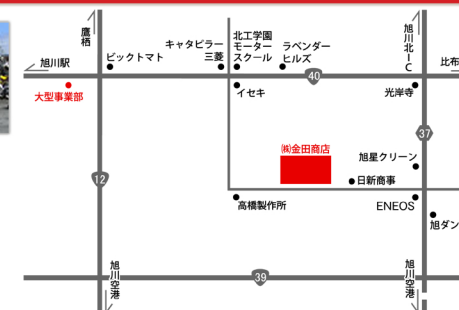 鷹栖
旭川駅
ビックトマト
大型事業部
キャタピラー
三菱
北工学園
モーター
スクール
ラベンダー
ヒルズ
イセキ
40
旭川北IC
比布
光岸寺
37
㈱金田商店
旭星クリーン
日新商事
12
高橋製作所
ENEOS
旭ダン
旭川空港
39
旭川空港